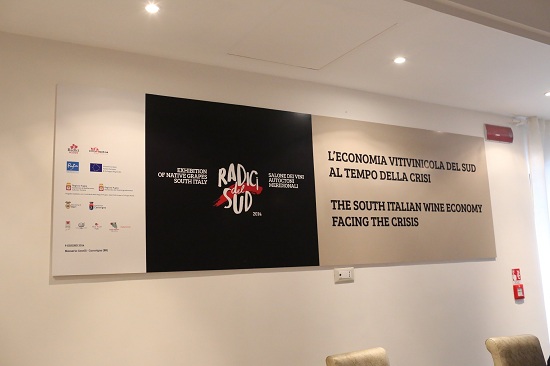 EXHIBITION
OF NATIVE GRAPES
SOUTH ITALY
RADICI
del
SUD
2014
SALONE DEI VINI
AUTOCTONI
MERIDIONALI
L'ECONOMIA VITIVINICOLA DEL SUD
AL TEMPO DELLA CRISI
THE SOUTH ITALIAN WINE ECONOMY
FACING THE CRISIS